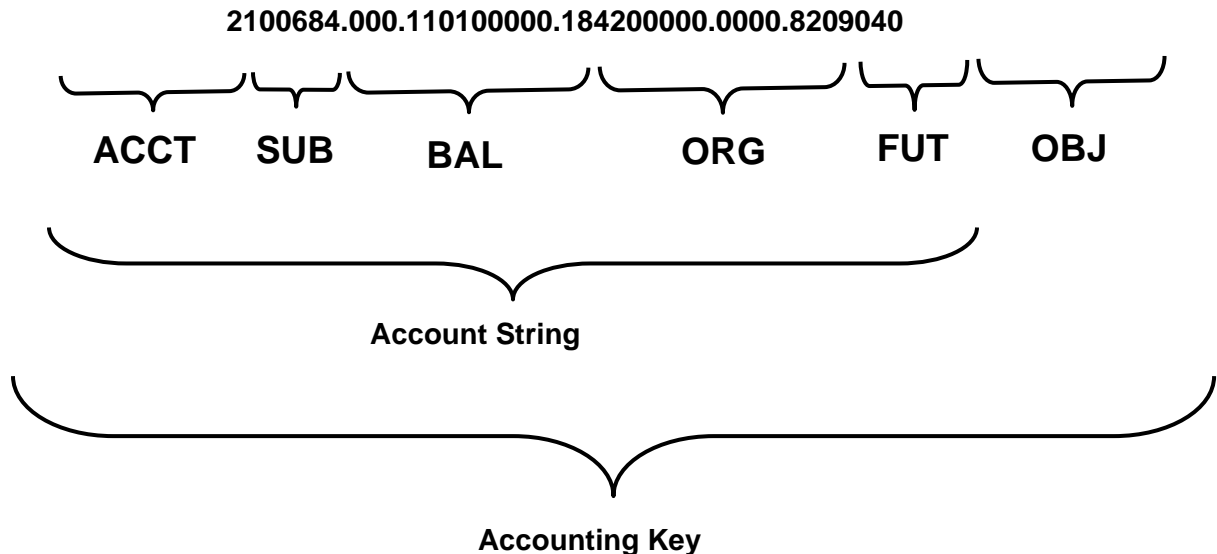 2100684.000.110100000.184200000.0000.8209040
ACCT SUB BAL ORG FUT OBJ
Account String
Accounting Key